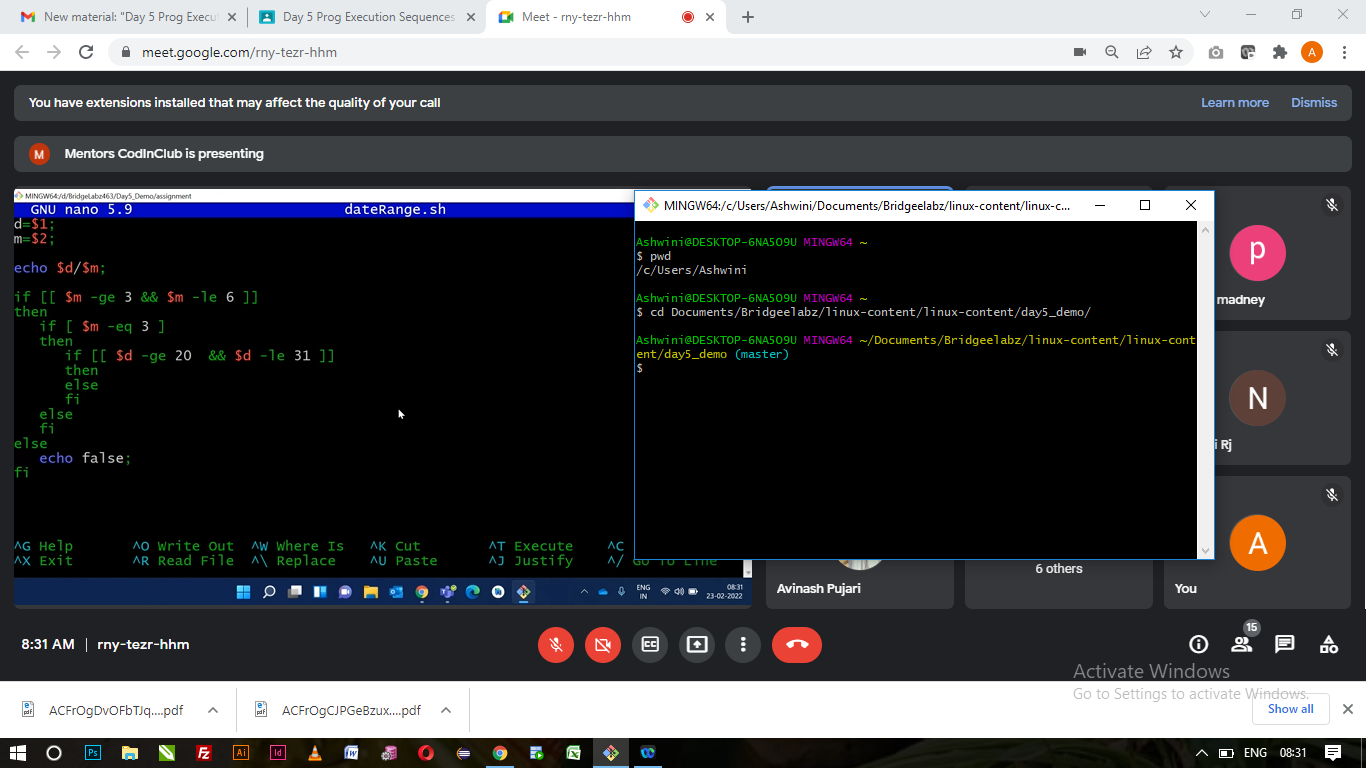 New material: "Day 5 Prog Execut
Day 5 Prog Execution Sequences
Meet - rny-tezr-hhm
meet.google.com/rny-tezr-hhm
A
You have extensions installed that may affect the quality of your call
Learn more
Dismiss
M
Mentors CodInClub is presenting
MINGW64:/d/BridgeLabz463/Day5_Demo/assignment
GNU nano 5.9
dateRange.sh
d=$1;
m=$2;
echo $d/$m;
if [[ $m -ge 3 && $m -le 6 ]]
then
if [ $m -eq 3 ]
then
if [[ $d -ge 20  && $d -le 31 ]]
then
else
fi
else
fi
else
echo false;
fi
^G Help
^O Write Out
^W Where Is
^K Cut
^T Execute
^C
^X Exit
^R Read File
^\ Replace
^U Paste
^J Justify
^/ Go To Line
ENG
IN
08:31
23-02-2022
MINGW64:/c/Users/Ashwini/Documents/Bridgeelabz/linux-content/linux-c...
Ashwini@DESKTOP-6NA5O9U MINGW64 ~
$ pwd
/c/Users/Ashwini
Ashwini@DESKTOP-6NA5O9U MINGW64 ~
$ cd Documents/Bridgeelabz/linux-content/linux-content/day5_demo/
Ashwini@DESKTOP-6NA5O9U MINGW64 ~/Documents/Bridgeelabz/linux-content/linux-cont
ent/day5_demo (master)
$
p
madney
N
i Rj
A
Avinash Pujari
6 others
You
8:31 AM | rny-tezr-hhm
15
Activate Windows
Go to Settings to activate Windows.
ACFrOgDvOFbTJq....pdf
ACFrOgCJPGeBzux....pdf
Show all
Ps
Ai
Id
ENG
08:31